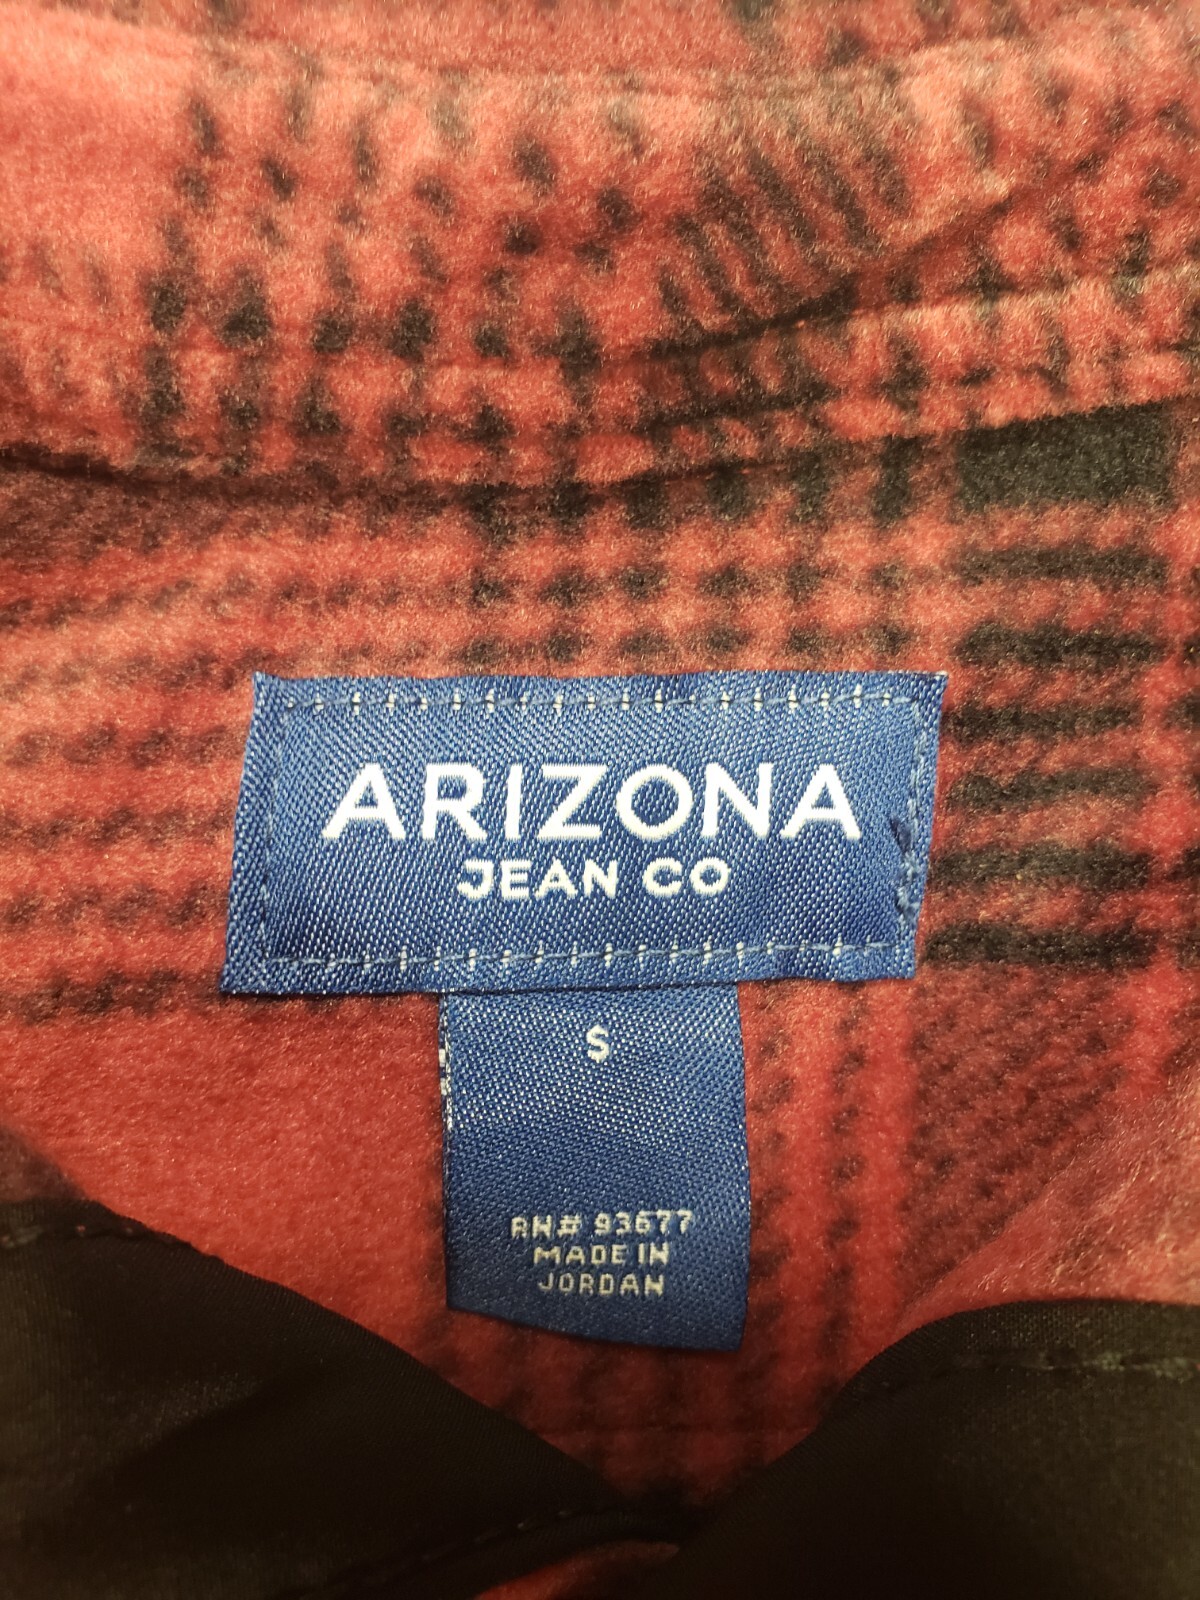 ARIZONA
JEAN CO
S
RN# 93677
MADE IN
JORDAN